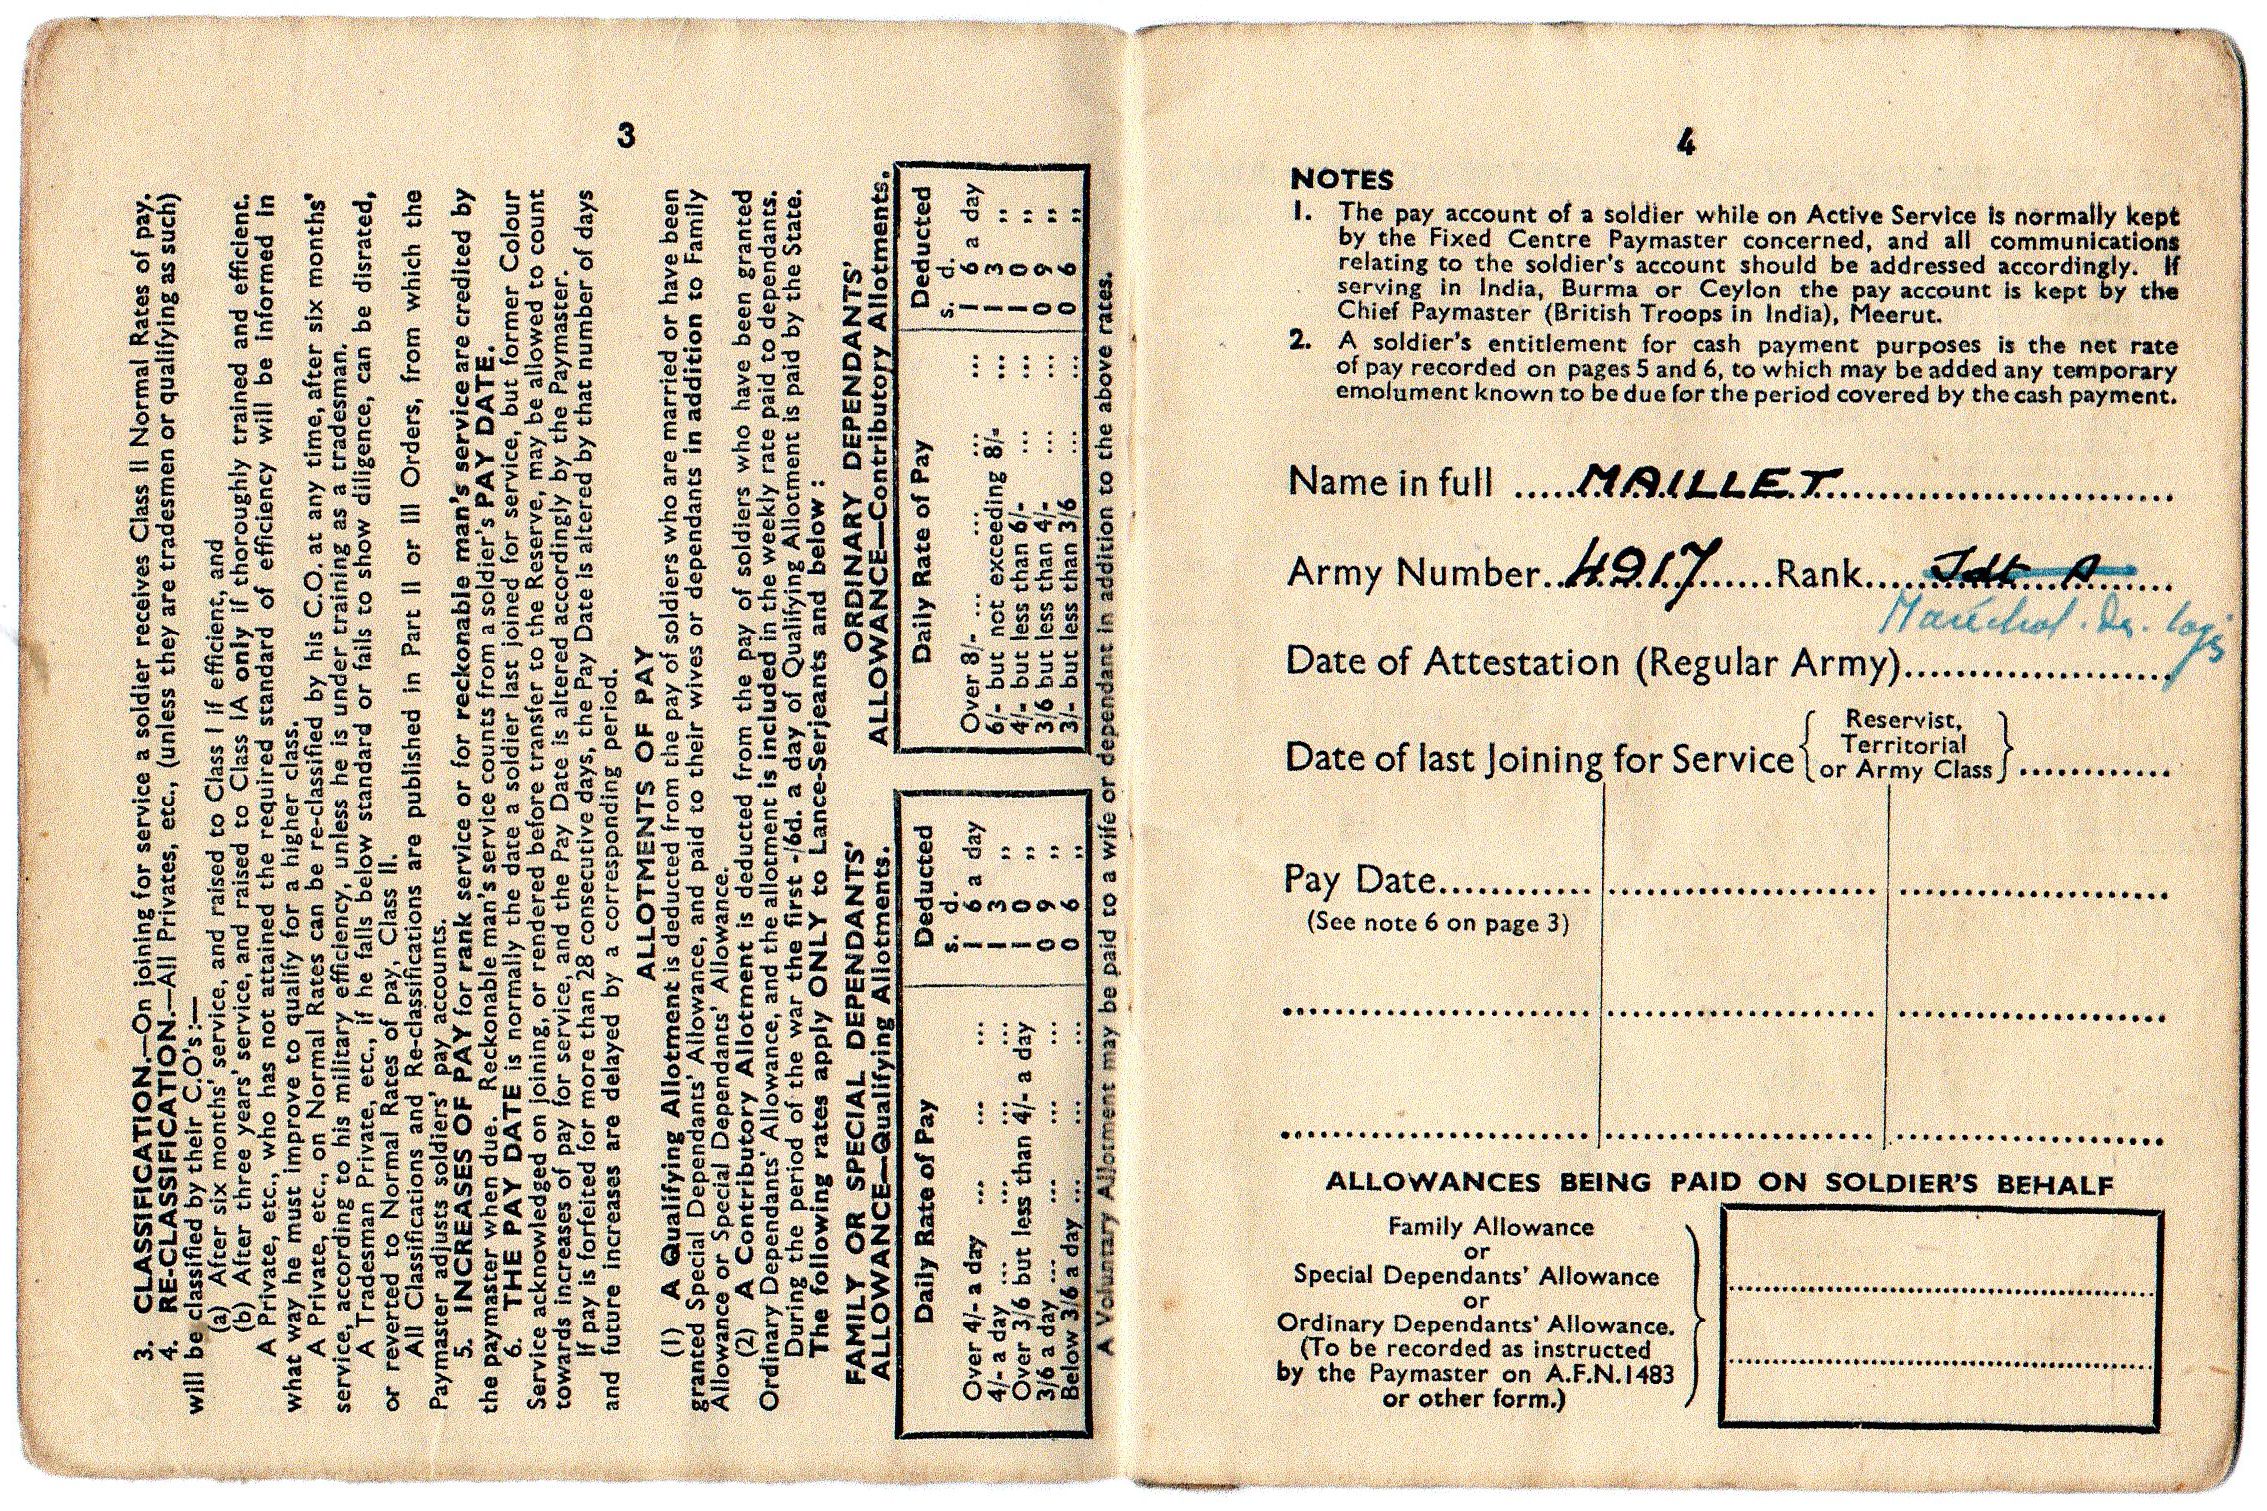 3
3. CLASSIFICATION.—On joining for service a soldier receives Class II Normal Rates of pay.
4. RE-CLASSIFICATION.—All Privates, etc., (unless they are tradesmen or qualifying as such)
will be classified by their C.O's :—
(a) After six months' service, and raised to Class I if efficient, and
(b) After three years' service, and raised to Class IA only if thoroughly trained and efficient.
A Private, etc., who has not attained the required standard of efficiency will be informed in
what way he must improve to qualify for a higher class.
A Private, etc., on Normal Rates can be re-classified by his C.O. at any time, after six months'
service, according to his military efficiency, unless he is under training as a tradesman.
A Tradesman Private, etc., if he falls below standard or fails to show diligence, can be disrated,
or reverted to Normal Rates of pay, Class II.
All Classifications and Re-classifications are published in Part II or III Orders, from which the
Paymaster adjusts soldiers' pay accounts.
5. INCREASES OF PAY for rank service or for reckonable man's service are credited by
the paymaster when due. Reckonable man's service counts from a soldier's PAY DATE.
6. THE PAY DATE is normally the date a soldier last joined for service, but former Colour
Service acknowledged on joining, or rendered before transfer to the Reserve, may be allowed to count
towards increases of pay for service, and the Pay Date is altered accordingly by the Paymaster.
If pay is forfeited for more than 28 consecutive days, the Pay Date is altered by that number of days
and future increases are delayed by a corresponding period.
ALLOTMENTS OF PAY
(1) A Qualifying Allotment is deducted from the pay of soldiers who are married or have been
granted Special Dependants' Allowance, and paid to their wives or dependants in addition to Family
Allowance or Special Dependants' Allowance.
(2) A Contributory Allotment is deducted from the pay of soldiers who have been granted
Ordinary Dependants' Allowance, and the allotment is included in the weekly rate paid to dependants.
During the period of the war the first -/6d. a day of Qualifying Allotment is paid by the State.
The following rates apply ONLY to Lance-Serjeants and below :
FAMILY OR SPECIAL DEPENDANTS'
ALLOWANCE—Qualifying Allotments.
Daily Rate of Pay Deducted
s. d.
Over 4/- a day ... ... ... 1 6 a day
4/- a day ... ... ... ... 1 3 ,,
Over 3/6 but less than 4/- a day 1 0 ,,
3/6 a day ... ... ... ... 0 9 ,,
Below 3/6 a day ... ... ... 0 6 ,,
ORDINARY DEPENDANTS'
ALLOWANCE—Contributory Allotments.
Daily Rate of Pay Deducted
s. d.
Over 8/- ... ... ... ... 1 6 a day
6/- but not exceeding 8/- ... 1 3 ,,
4/- but less than 6/- ... ... 1 0 ,,
3/6 but less than 4/- ... ... 0 9 ,,
3/- but less than 3/6 ... ... 0 6 ,,
A Voluntary Allotment may be paid to a wife or dependant in addition to the above rates.
4
NOTES
1. The pay account of a soldier while on Active Service is normally kept
by the Fixed Centre Paymaster concerned, and all communications
relating to the soldier's account should be addressed accordingly. If
serving in India, Burma or Ceylon the pay account is kept by the
Chief Paymaster (British Troops in India), Meerut.
2. A soldier's entitlement for cash payment purposes is the net rate
of pay recorded on pages 5 and 6, to which may be added any temporary
emolument known to be due for the period covered by the cash payment.
Name in full ..... MAILLET
Army Number.. 4917 ......Rank..... Jdt A
Maréchal. des. logis
Date of Attestation (Regular Army)
Date of last Joining for Service { Reservist,
Territorial
or Army Class }
Pay Date
(See note 6 on page 3)
ALLOWANCES BEING PAID ON SOLDIER'S BEHALF
Family Allowance
or
Special Dependants' Allowance
or
Ordinary Dependants' Allowance.
(To be recorded as instructed
by the Paymaster on A.F.N.1483
or other form.)